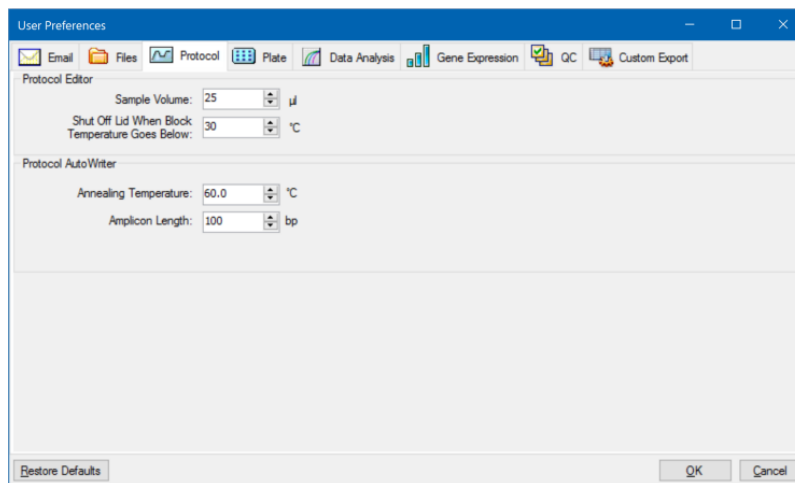 User Preferences
Email Files Protocol Plate Data Analysis Gene Expression QC Custom Export
Protocol Editor
Sample Volume: 25 µl
Shut Off Lid When Block
Temperature Goes Below: 30 °C
Protocol AutoWriter
Annealing Temperature: 60.0 °C
Amplicon Length: 100 bp
Restore Defaults OK Cancel